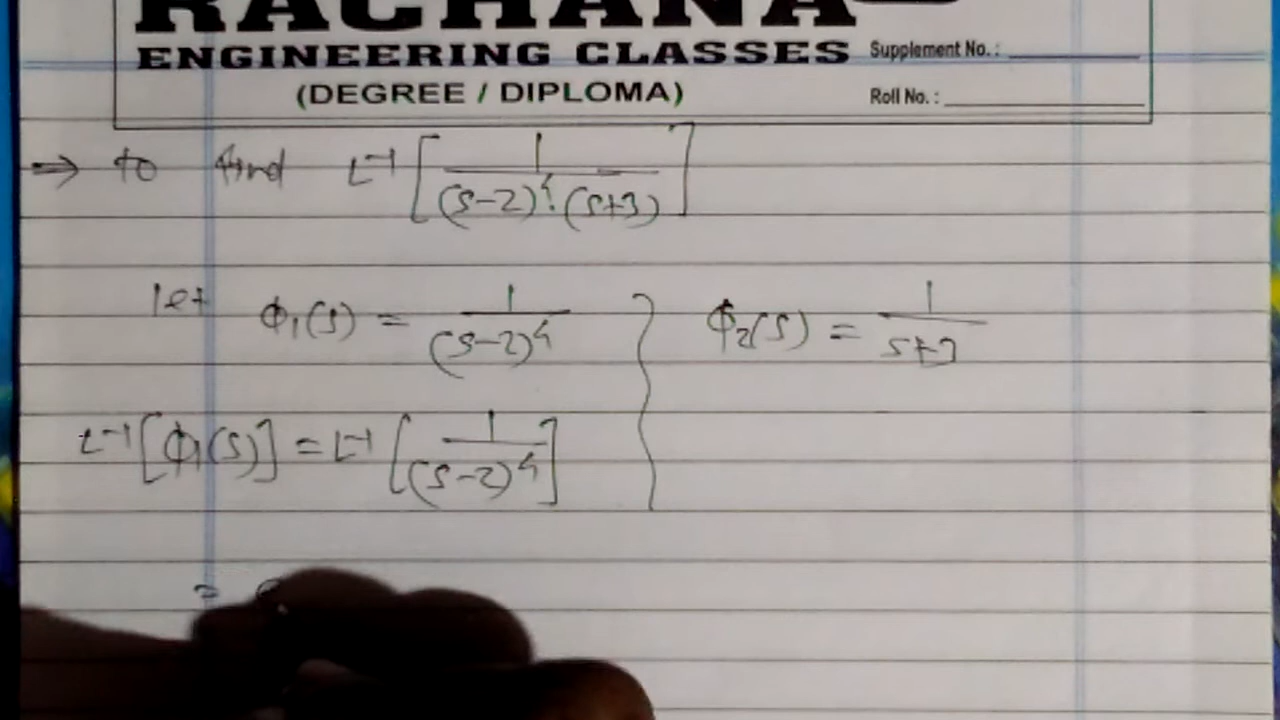 RACHANA
ENGINEERING CLASSES
Supplement No. :
(DEGREE / DIPLOMA)
Roll No. :
⇒ to find L⁻¹[1/((s-2)⁴·(s+3))]
let φ₁(s) = 1/(s-2)⁴ } φ₂(s) = 1/(s+3)
L⁻¹[φ₁(s)] = L⁻¹[1/(s-2)⁴]
=